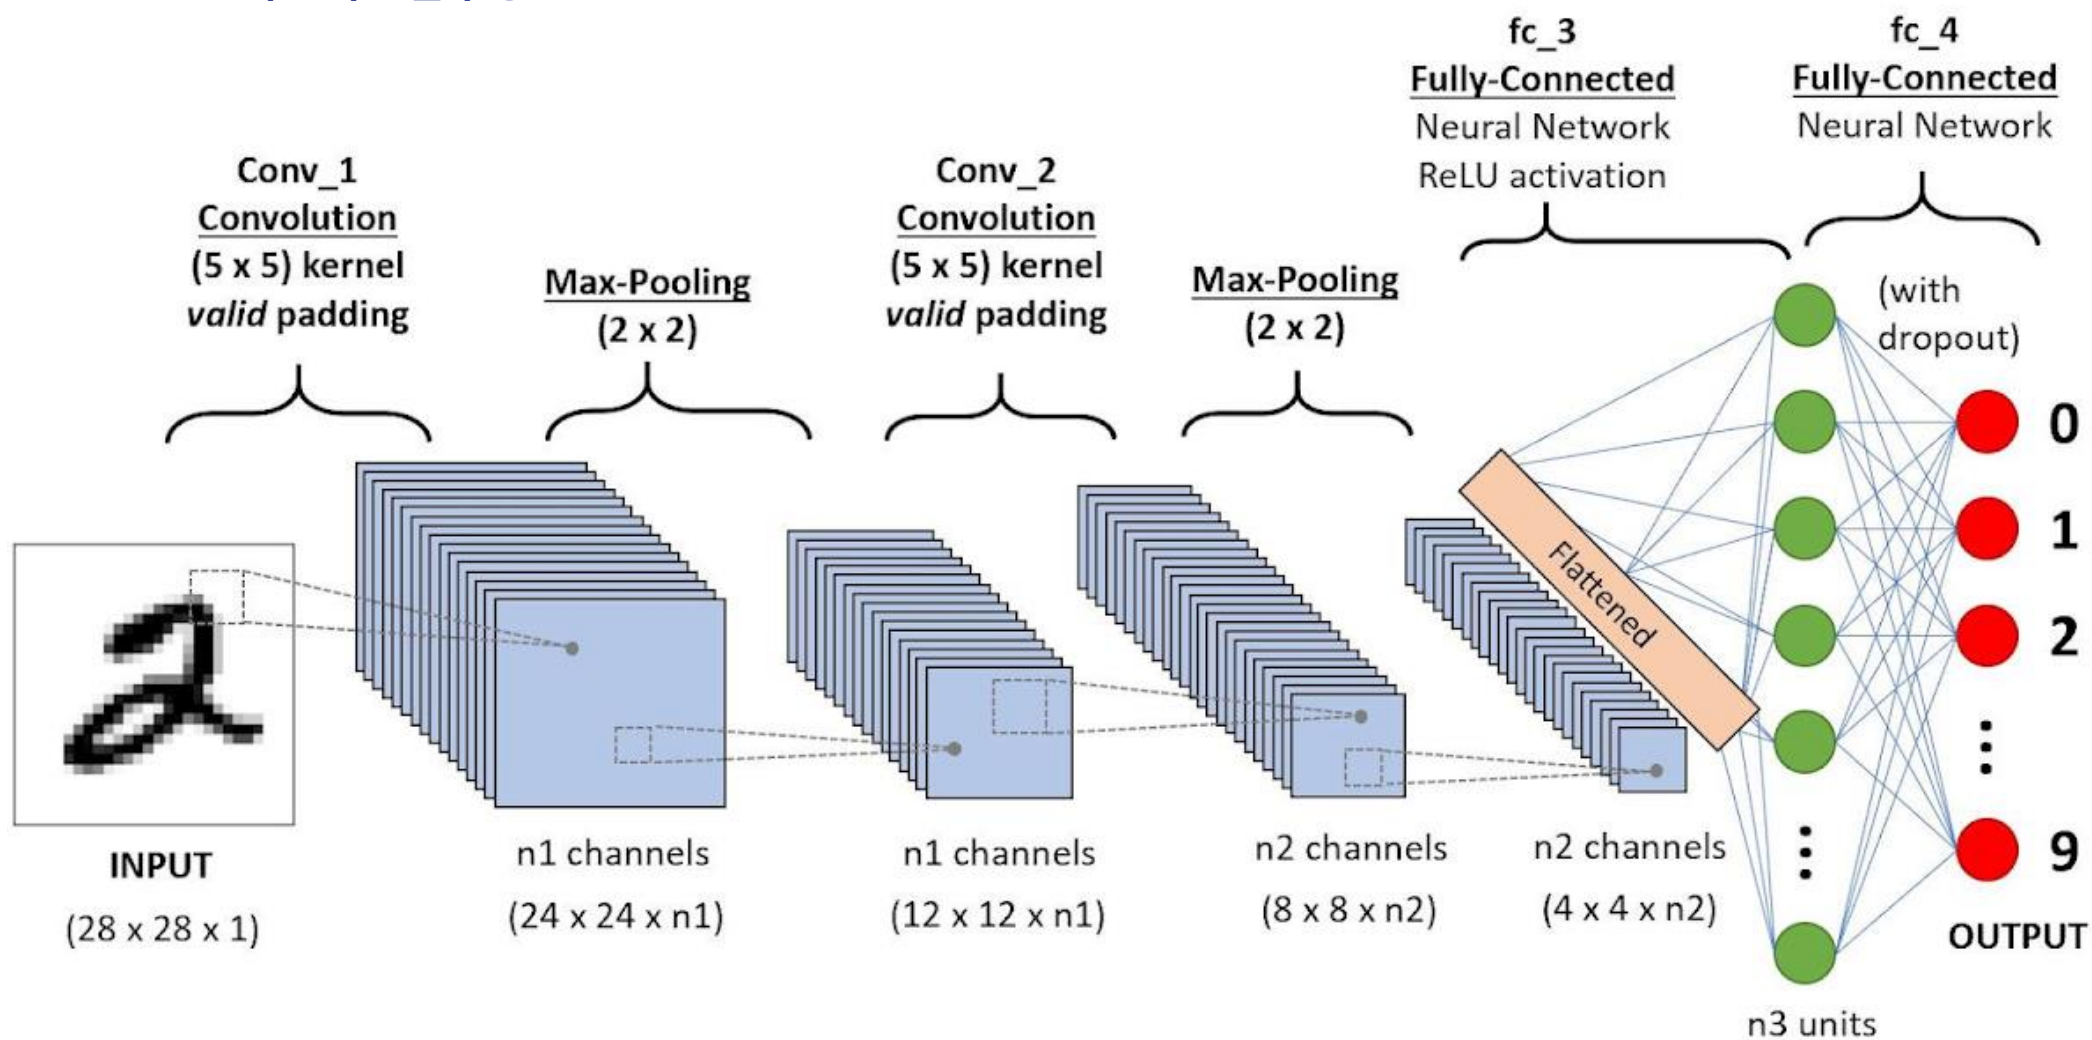 fc_3
Fully-Connected
Neural Network
ReLU activation
fc_4
Fully-Connected
Neural Network
Conv_1
Convolution
(5 x 5) kernel
valid padding
Max-Pooling
(2 x 2)
Conv_2
Convolution
(5 x 5) kernel
valid padding
Max-Pooling
(2 x 2)
(with
dropout)
Flattened
0
1
2
9
INPUT
(28 x 28 x 1)
n1 channels
(24 x 24 x n1)
n1 channels
(12 x 12 x n1)
n2 channels
(8 x 8 x n2)
n2 channels
(4 x 4 x n2)
OUTPUT
n3 units